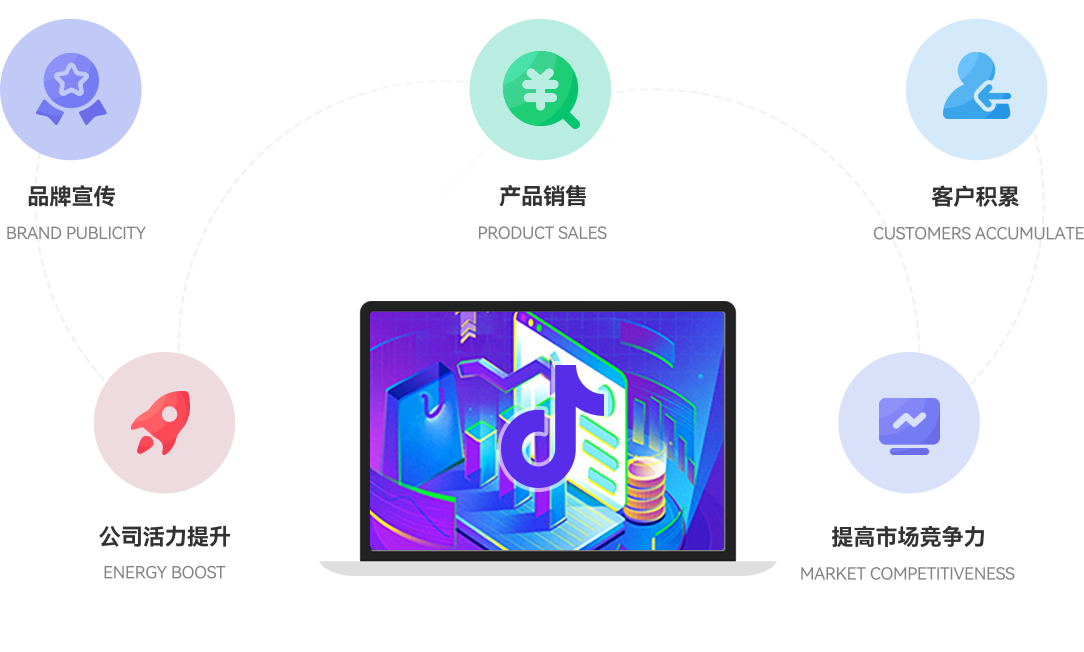 品牌宣传
BRAND PUBLICITY
产品销售
PRODUCT SALES
客户积累
CUSTOMERS ACCUMULATE
公司活力提升
ENERGY BOOST
提高市场竞争力
MARKET COMPETITIVENESS